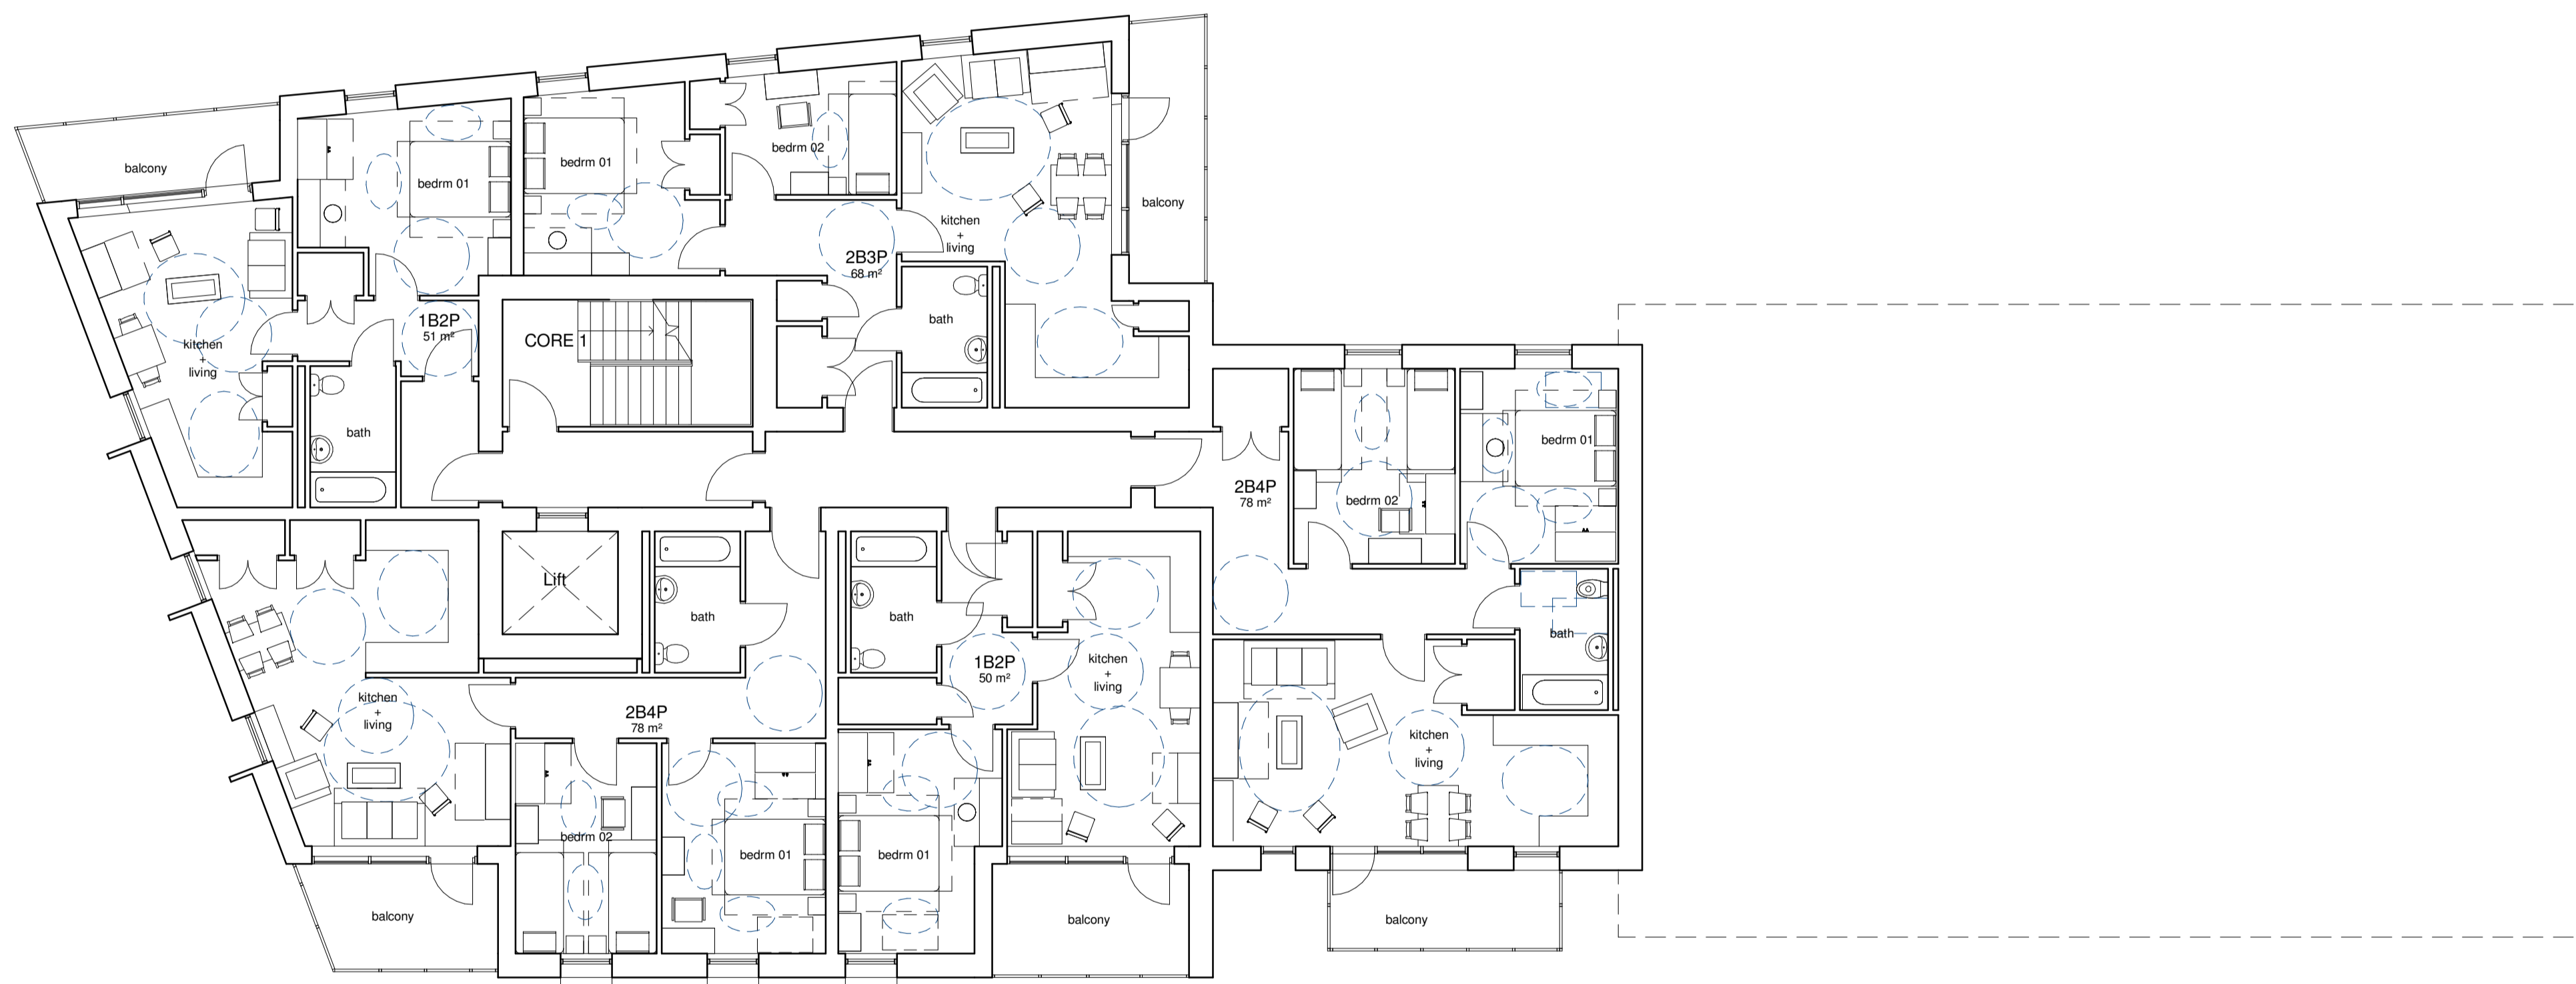 balcony
bedrm 01
bedrm 01
bedrm 02
balcony
kitchen
+
living
2B3P
68 m²
1B2P
51 m²
kitchen
+
living
CORE 1
bath
bath
bedrm 01
2B4P
78 m²
bedrm 02
Lift
bath
bath
bath
1B2P
50 m²
kitchen
+
living
kitchen
+
living
2B4P
78 m²
kitchen
+
living
bedrm 02
bedrm 01
bedrm 01
balcony
balcony
balcony